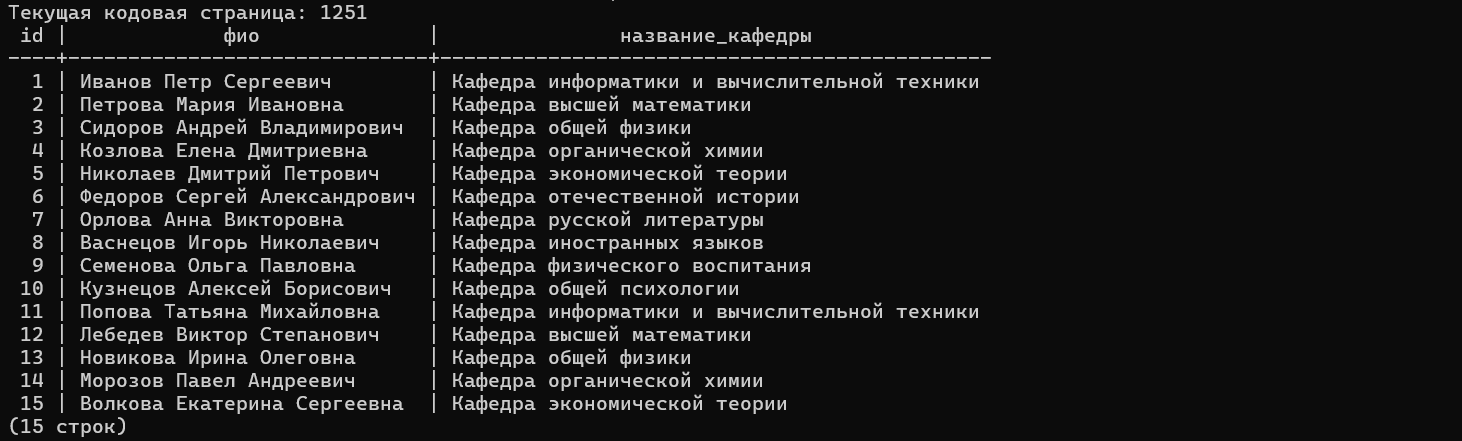 Текущая кодовая страница: 1251
 id |             фио              |               название_кафедры
----+------------------------------+----------------------------------------------
  1 | Иванов Петр Сергеевич        | Кафедра информатики и вычислительной техники
  2 | Петрова Мария Ивановна       | Кафедра высшей математики
  3 | Сидоров Андрей Владимирович  | Кафедра общей физики
  4 | Козлова Елена Дмитриевна     | Кафедра органической химии
  5 | Николаев Дмитрий Петрович    | Кафедра экономической теории
  6 | Федоров Сергей Александрович | Кафедра отечественной истории
  7 | Орлова Анна Викторовна       | Кафедра русской литературы
  8 | Васнецов Игорь Николаевич    | Кафедра иностранных языков
  9 | Семенова Ольга Павловна      | Кафедра физического воспитания
 10 | Кузнецов Алексей Борисович   | Кафедра общей психологии
 11 | Попова Татьяна Михайловна    | Кафедра информатики и вычислительной техники
 12 | Лебедев Виктор Степанович    | Кафедра высшей математики
 13 | Новикова Ирина Олеговна      | Кафедра общей физики
 14 | Морозов Павел Андреевич      | Кафедра органической химии
 15 | Волкова Екатерина Сергеевна  | Кафедра экономической теории
(15 строк)